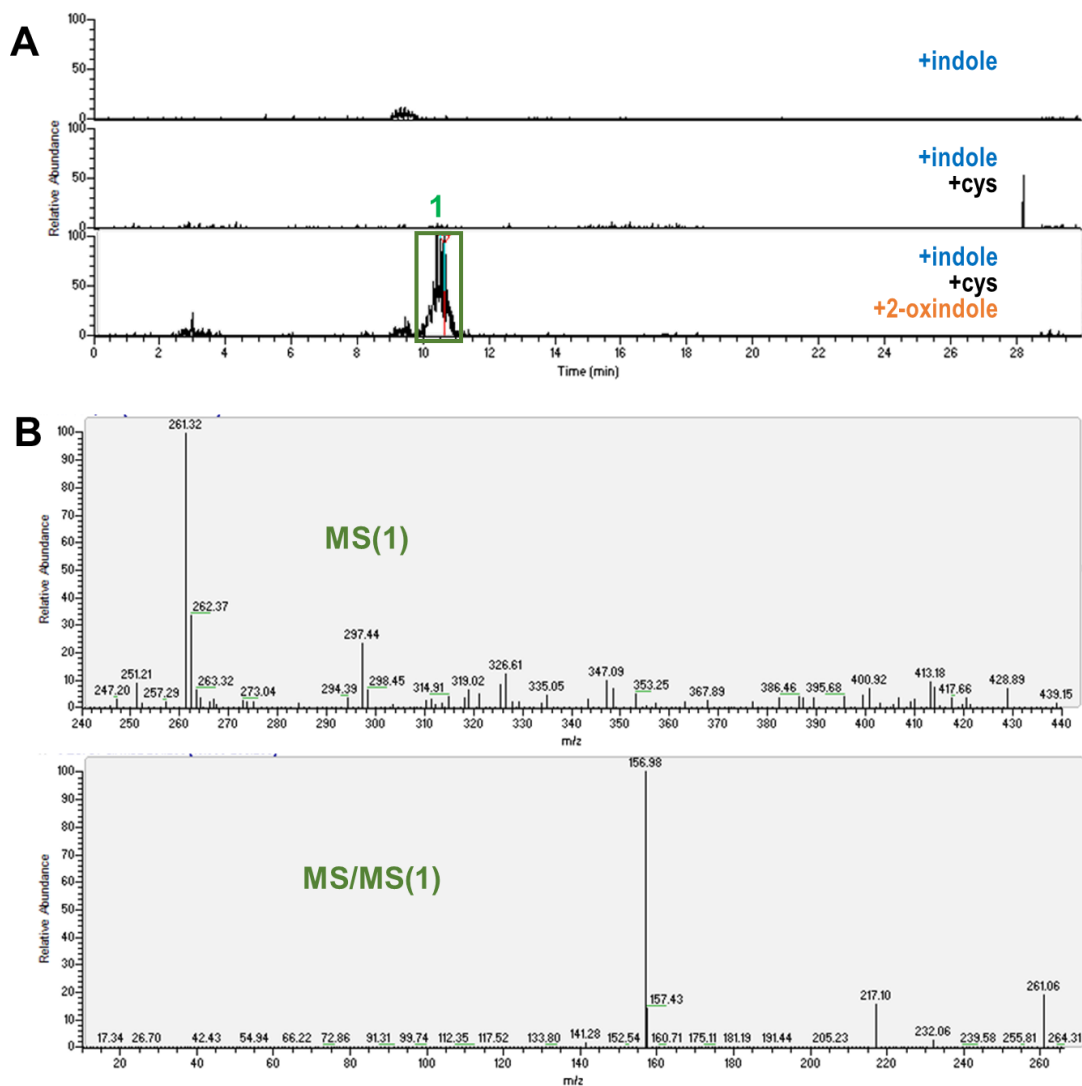 A
100
50
0
+indole
100
50
0
+indole
+cys
1
100
50
0
+indole
+cys
+2-oxindole
Relative Abundance
0 2 4 6 8 10 12 14 16 18 20 22 24 26 28
Time (min)
B
100
90
80
70
60
50
40
30
20
10
0
Relative Abundance
261.32
MS(1)
262.37
297.44
247.20 251.21 257.29 263.32 273.04 294.39 298.45 314.91 319.02 326.61 335.05 347.09 353.25 367.89 386.46 395.68 400.92 413.18 417.66 428.89 439.15
240 250 260 270 280 290 300 310 320 330 340 350 360 370 380 390 400 410 420 430 440
m/z
100
90
80
70
60
50
40
30
20
10
0
Relative Abundance
156.98
MS/MS(1)
157.43 217.10 261.06
17.34 26.70 42.43 54.94 66.22 72.86 91.31 99.74 112.35 117.52 133.80 141.28 152.54 160.71 175.11 181.19 191.44 205.23 232.06 239.58 255.81 264.31
20 40 60 80 100 120 140 160 180 200 220 240 260
m/z